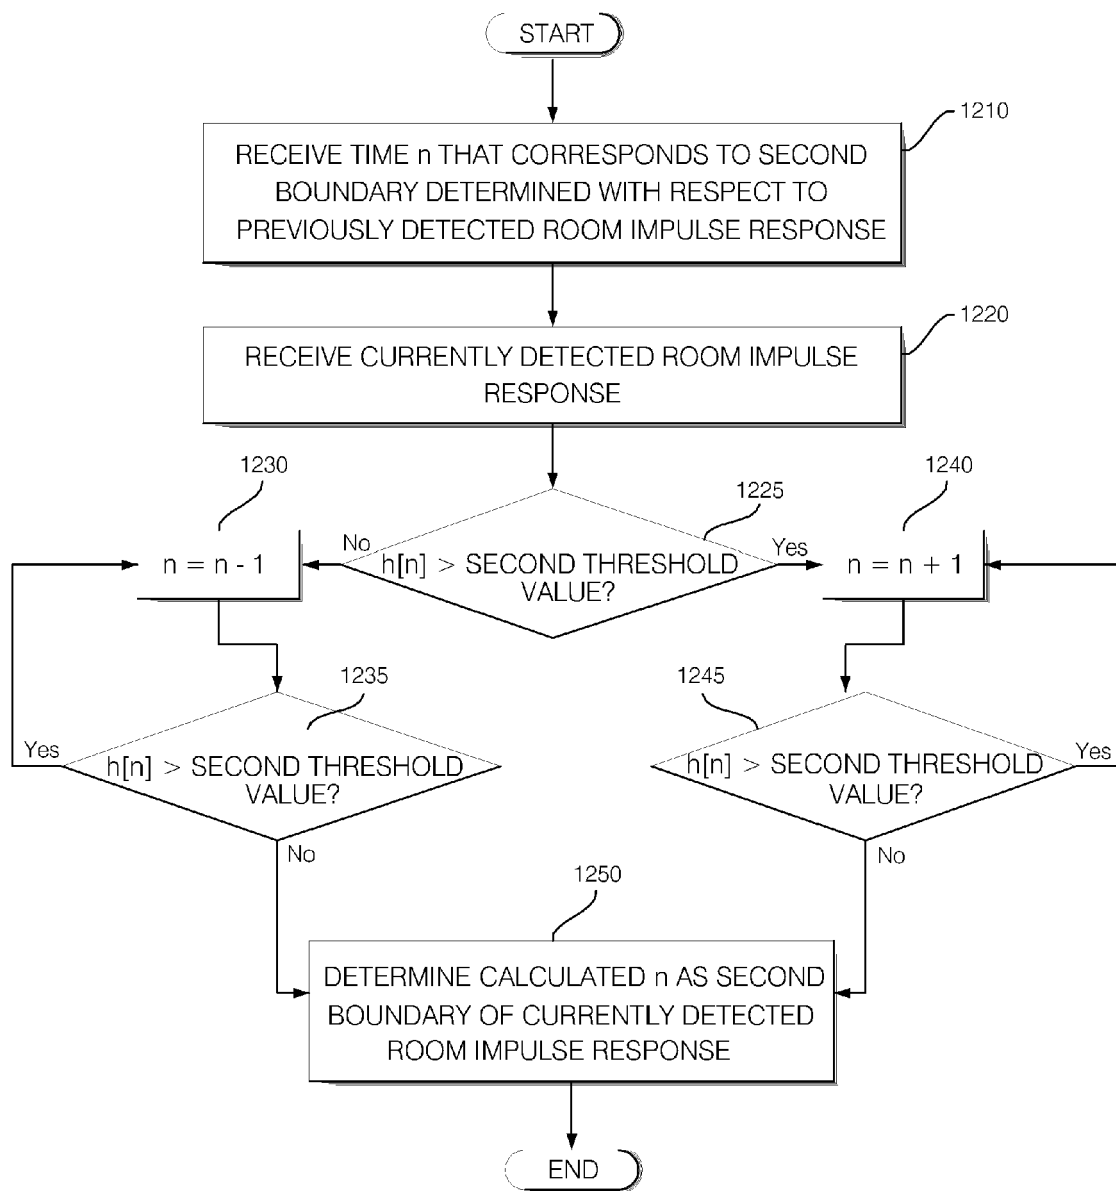 START
1210
RECEIVE TIME n THAT CORRESPONDS TO SECOND
BOUNDARY DETERMINED WITH RESPECT TO
PREVIOUSLY DETECTED ROOM IMPULSE RESPONSE
1220
RECEIVE CURRENTLY DETECTED ROOM IMPULSE
RESPONSE
1230
1225
1240
n = n - 1
No
h[n] > SECOND THRESHOLD
VALUE?
Yes
n = n + 1
1235
1245
Yes
h[n] > SECOND THRESHOLD
VALUE?
No
h[n] > SECOND THRESHOLD
VALUE?
Yes
No
1250
DETERMINE CALCULATED n AS SECOND
BOUNDARY OF CURRENTLY DETECTED
ROOM IMPULSE RESPONSE
END